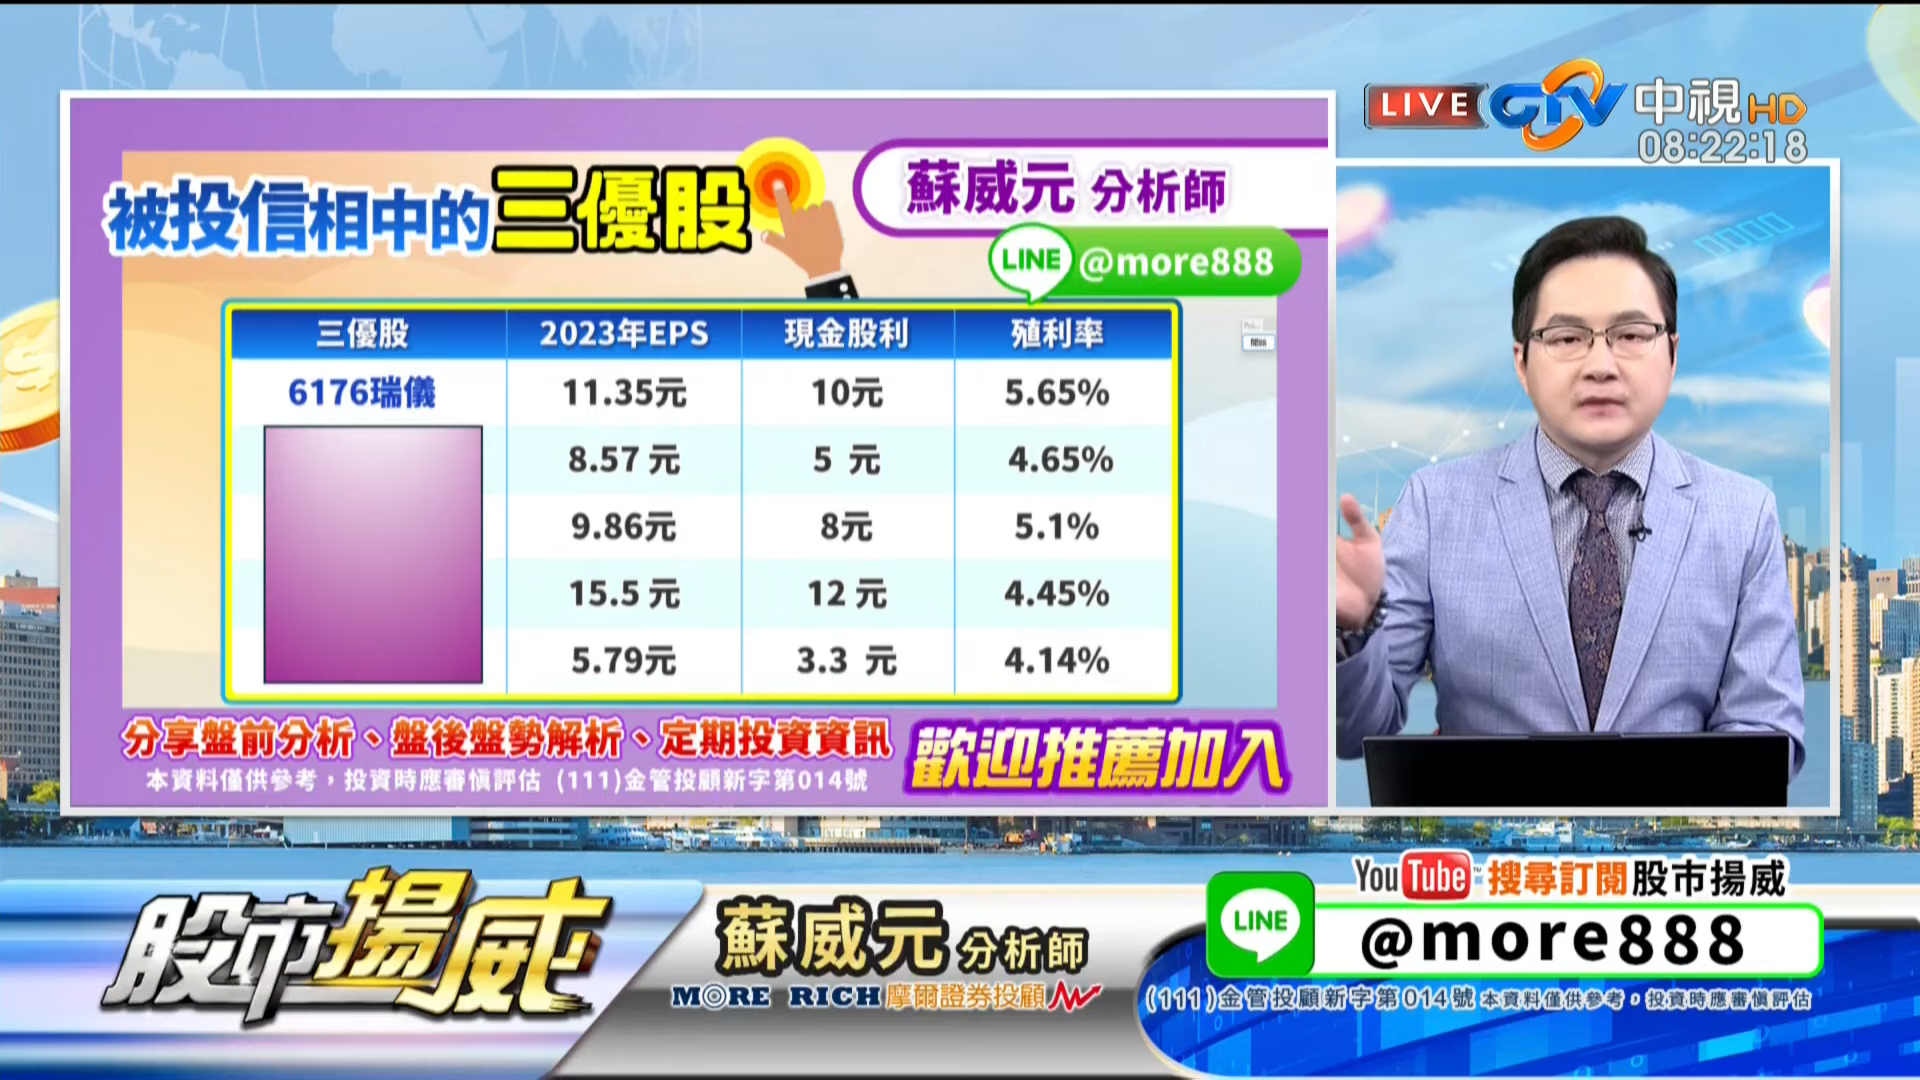 LIVE CTV 中視HD
08:22:18
被投信相中的三優股
蘇威元 分析師
LINE @more888
三優股 2023年EPS 現金股利 殖利率
6176瑞儀 11.35元 10元 5.65%
8.57 元 5 元 4.65%
9.86元 8元 5.1%
15.5 元 12 元 4.45%
5.79元 3.3 元 4.14%
分享盤前分析、盤後盤勢解析、定期投資資訊
本資料僅供參考，投資時應審慎評估 (111)金管投顧新字第014號
歡迎推薦加入
股市揚威
蘇威元 分析師
MORE RICH 摩爾證券投顧
YouTube 搜尋訂閱 股市揚威
LINE @more888
(111)金管投顧新字第014號 本資料僅供參考，投資時應審慎評估